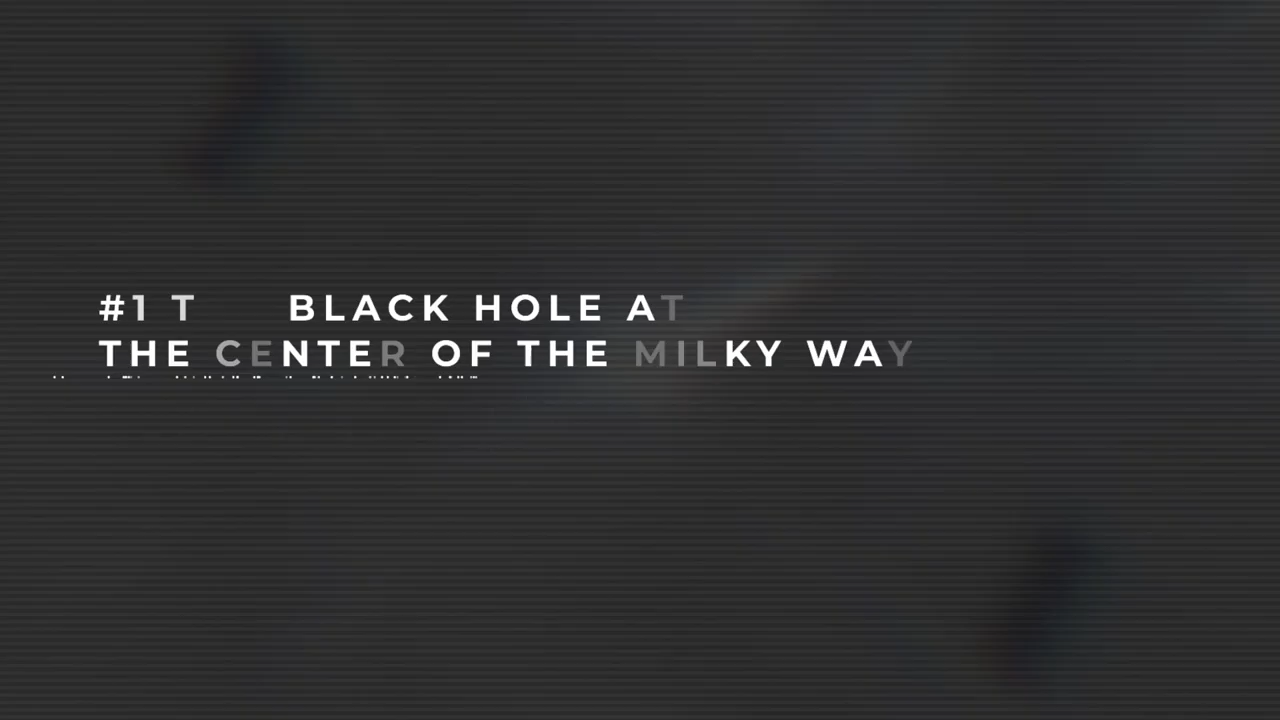 #1 T BLACK HOLE AT
THE CENTER OF THE MILKY WAY